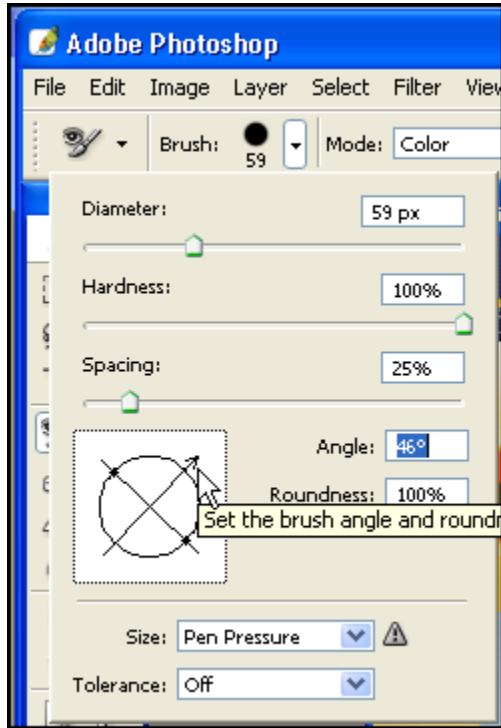 Adobe Photoshop
File Edit Image Layer Select Filter View
Brush: 59 Mode: Color
Diameter: 59 px
Hardness: 100%
Spacing: 25%
Angle: 46°
Roundness: 100%
Set the brush angle and roundn
Size: Pen Pressure
Tolerance: Off